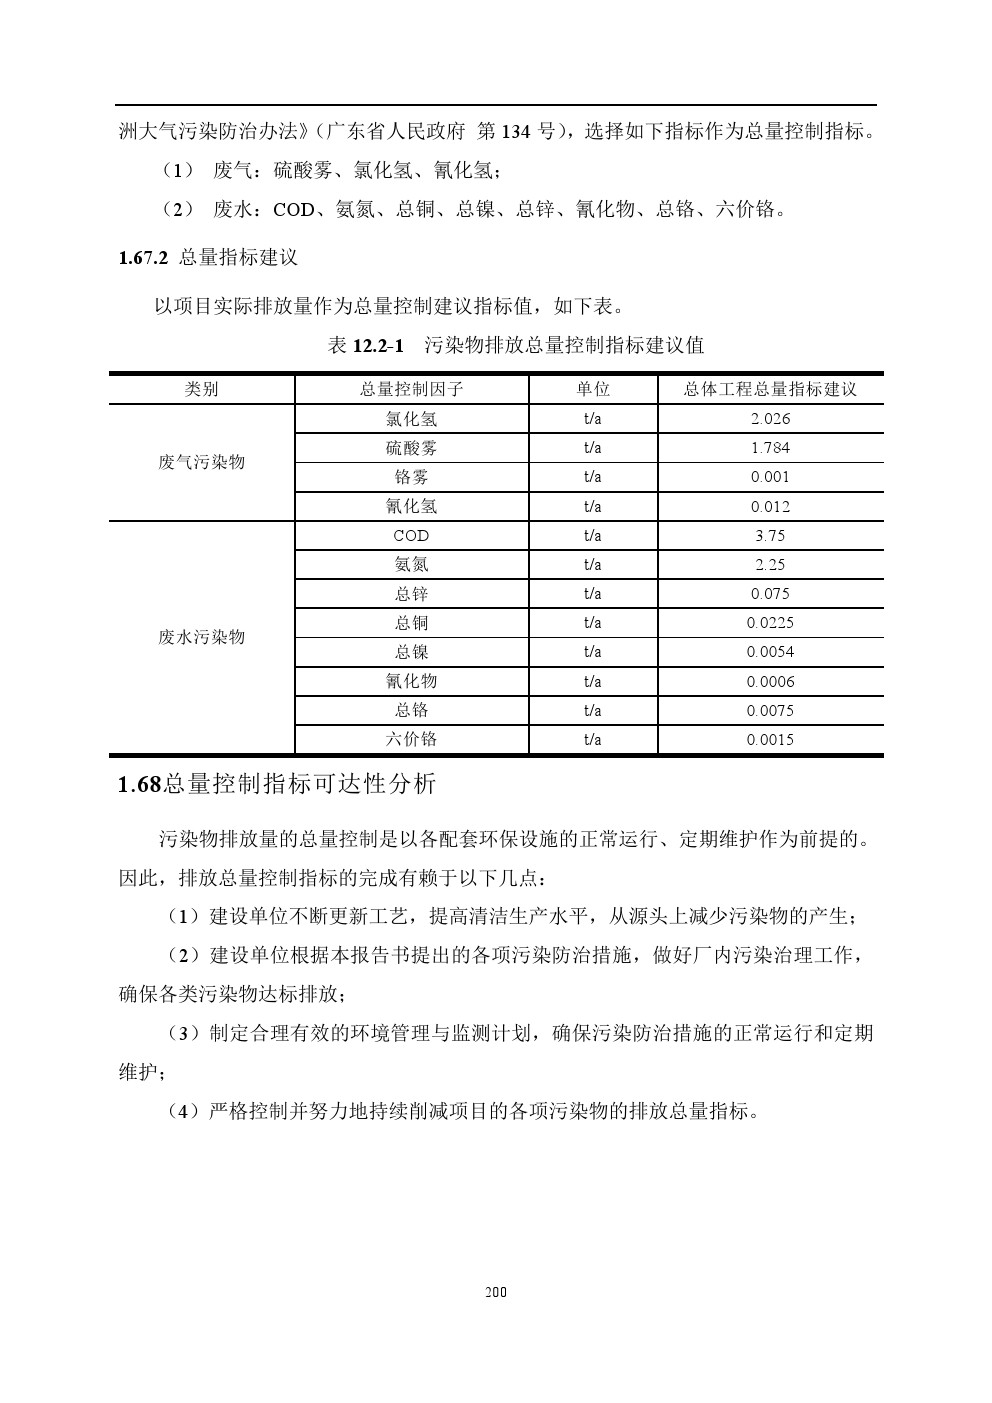 洲大气污染防治办法》（广东省人民政府 第 134 号），选择如下指标作为总量控制指标。
（1） 废气：硫酸雾、氯化氢、氰化氢；
（2） 废水：COD、氨氮、总铜、总镍、总锌、氰化物、总铬、六价铬。
1.67.2 总量指标建议
以项目实际排放量作为总量控制建议指标值，如下表。
表 12.2-1 污染物排放总量控制指标建议值
类别 总量控制因子 单位 总体工程总量指标建议
废气污染物 氯化氢 t/a 2.026
硫酸雾 t/a 1.784
铬雾 t/a 0.001
氰化氢 t/a 0.012
废水污染物 COD t/a 3.75
氨氮 t/a 2.25
总锌 t/a 0.075
总铜 t/a 0.0225
总镍 t/a 0.0054
氰化物 t/a 0.0006
总铬 t/a 0.0075
六价铬 t/a 0.0015
1.68总量控制指标可达性分析
污染物排放量的总量控制是以各配套环保设施的正常运行、定期维护作为前提的。
因此，排放总量控制指标的完成有赖于以下几点：
（1）建设单位不断更新工艺，提高清洁生产水平，从源头上减少污染物的产生；
（2）建设单位根据本报告书提出的各项污染防治措施，做好厂内污染治理工作，
确保各类污染物达标排放；
（3）制定合理有效的环境管理与监测计划，确保污染防治措施的正常运行和定期
维护；
（4）严格控制并努力地持续削减项目的各项污染物的排放总量指标。
200